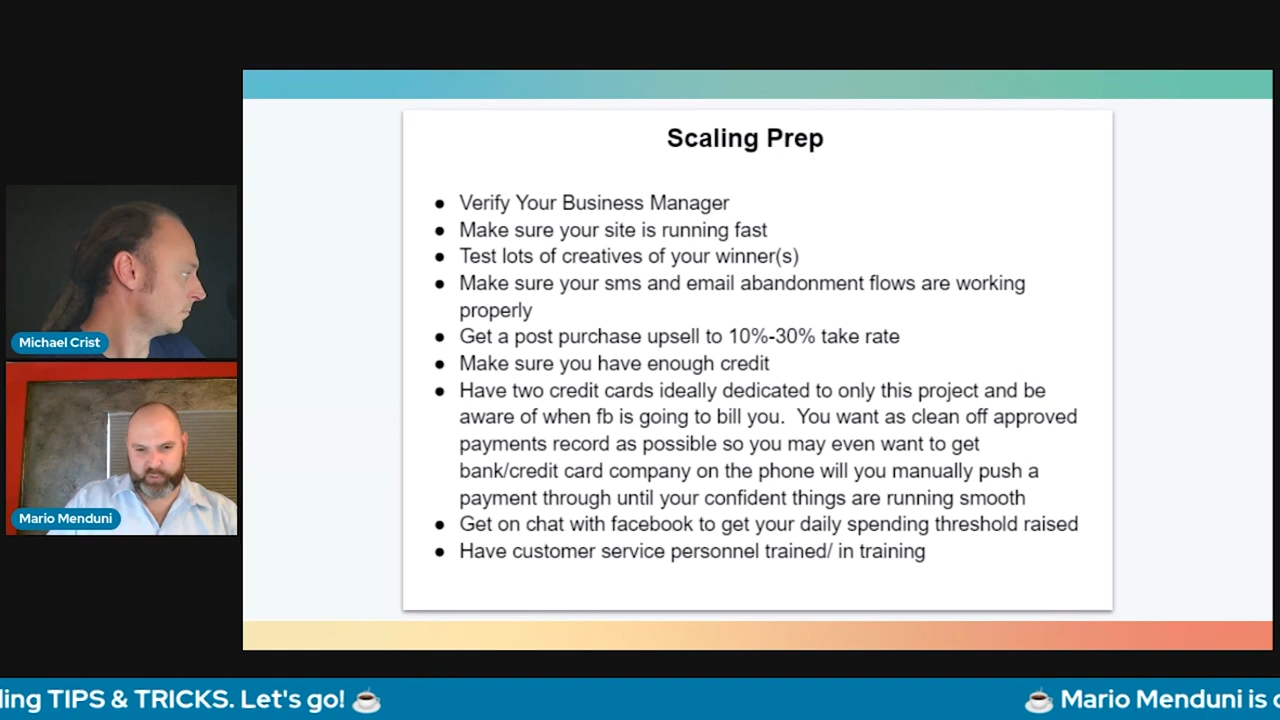 Scaling Prep
● Verify Your Business Manager
● Make sure your site is running fast
● Test lots of creatives of your winner(s)
● Make sure your sms and email abandonment flows are working
properly
● Get a post purchase upsell to 10%-30% take rate
● Make sure you have enough credit
● Have two credit cards ideally dedicated to only this project and be
aware of when fb is going to bill you.  You want as clean off approved
payments record as possible so you may even want to get
bank/credit card company on the phone will you manually push a
payment through until your confident things are running smooth
● Get on chat with facebook to get your daily spending threshold raised
● Have customer service personnel trained/ in training
Michael Crist
Mario Menduni
ling TIPS & TRICKS. Let's go! ☕ ☕ Mario Menduni is